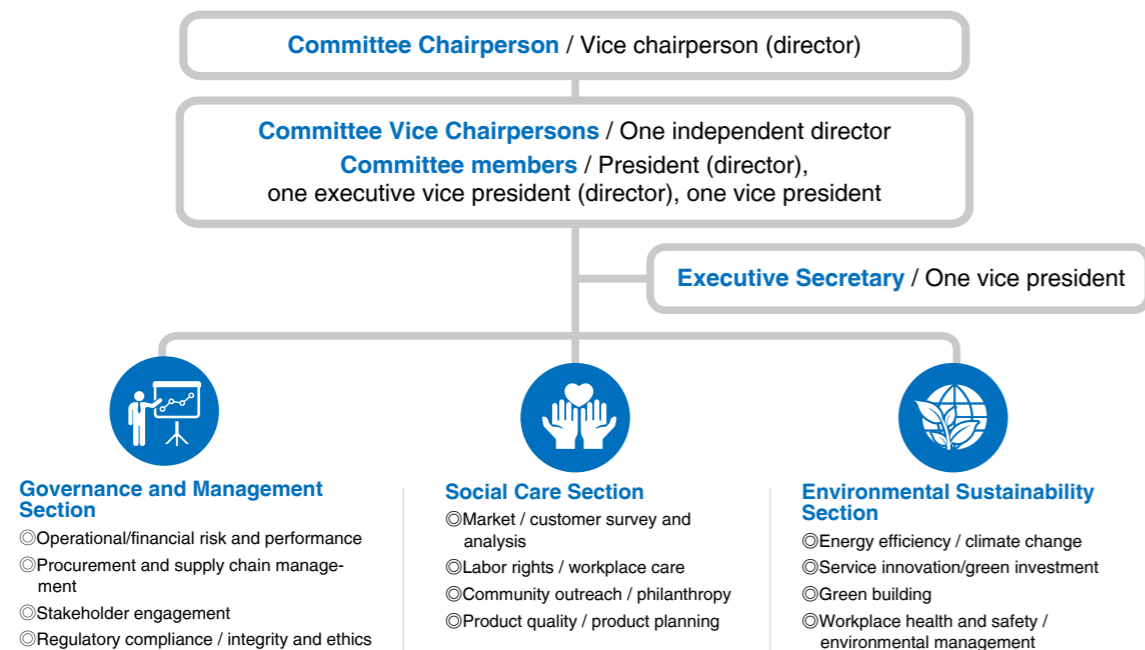 Committee Chairperson / Vice chairperson (director)
Committee Vice Chairpersons / One independent director
Committee members / President (director),
one executive vice president (director), one vice president
Executive Secretary / One vice president
Governance and Management
Section
◎Operational/financial risk and performance
◎Procurement and supply chain manage-
ment
◎Stakeholder engagement
◎Regulatory compliance / integrity and ethics
Social Care Section
◎Market / customer survey and
analysis
◎Labor rights / workplace care
◎Community outreach / philanthropy
◎Product quality / product planning
Environmental Sustainability
Section
◎Energy efficiency / climate change
◎Service innovation/green investment
◎Green building
◎Workplace health and safety /
environmental management